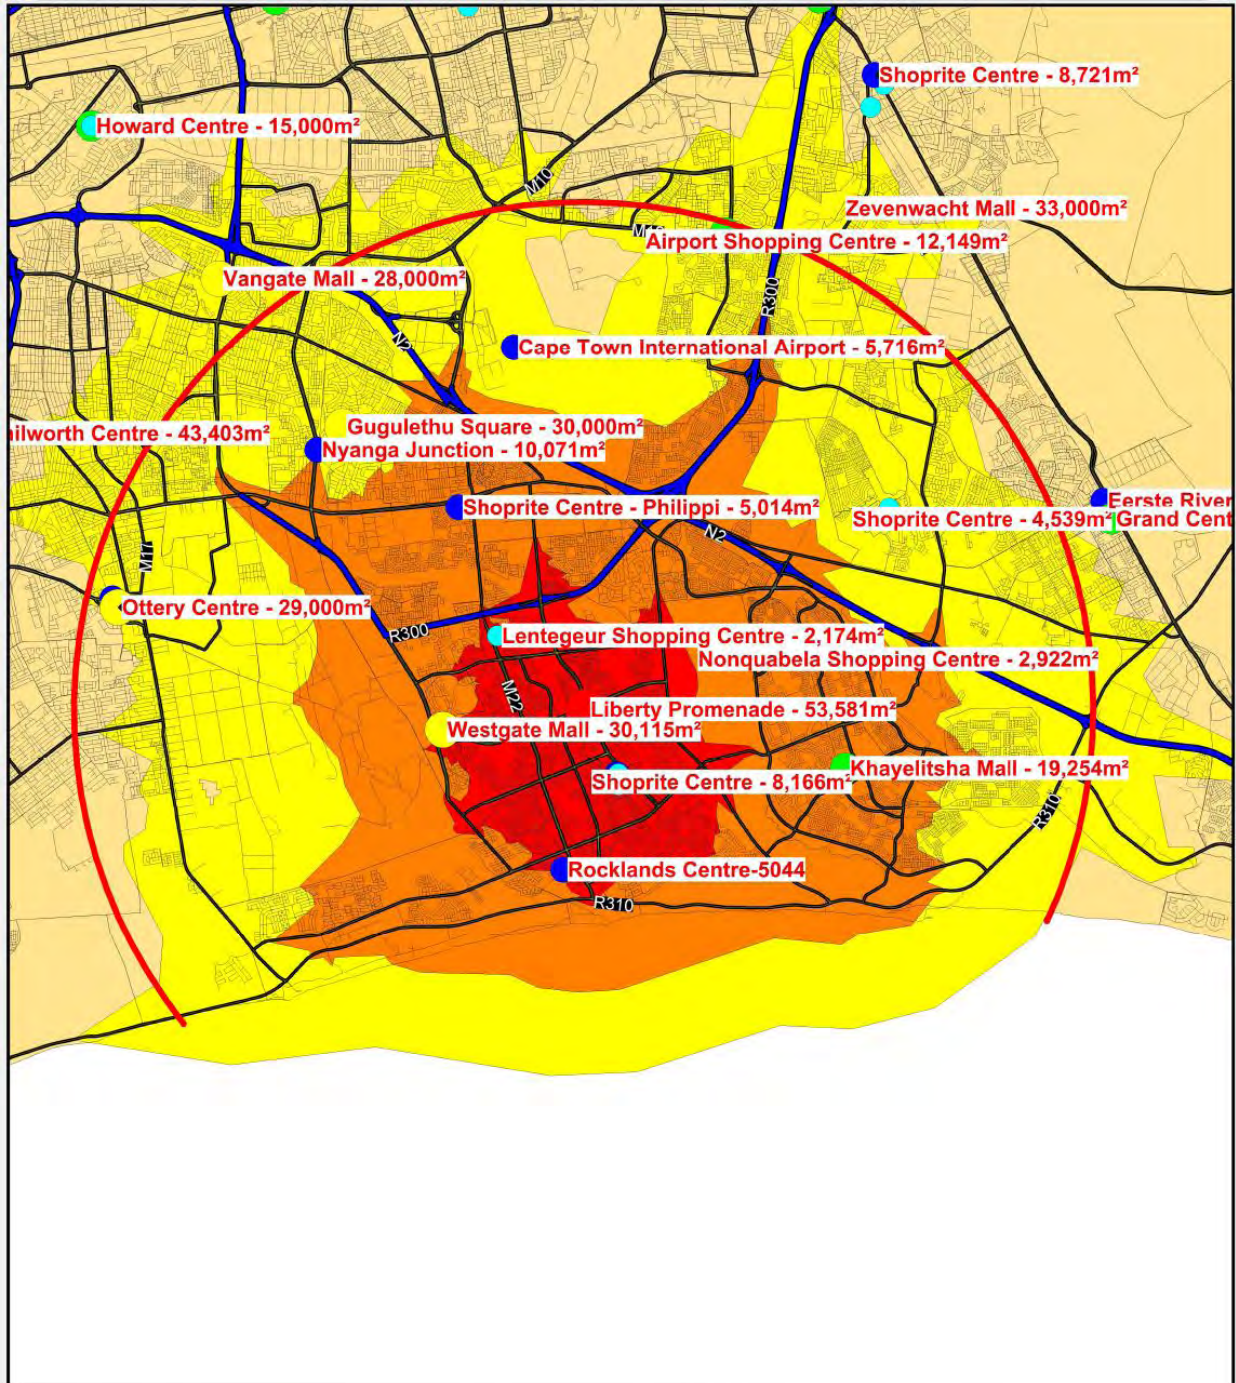 Shoprite Centre - 8,721m²
Howard Centre - 15,000m²
M10
Zevenwacht Mall - 33,000m²
Airport Shopping Centre - 12,149m²
Vangate Mall - 28,000m²
R300
N2
Cape Town International Airport - 5,716m²
Gugulethu Square - 30,000m²
nilworth Centre - 43,403m²
Nyanga Junction - 10,071m²
Eerste River
Shoprite Centre - Philippi - 5,014m²
Shoprite Centre - 4,539m²
Grand Cent
N2
M17
Ottery Centre - 29,000m²
R300
Lentegeur Shopping Centre - 2,174m²
Nonquabela Shopping Centre - 2,922m²
M22
Liberty Promenade - 53,581m²
Westgate Mall - 30,115m²
Khayelitsha Mall - 19,254m²
Shoprite Centre - 8,166m²
R310
Rocklands Centre-5044
R310